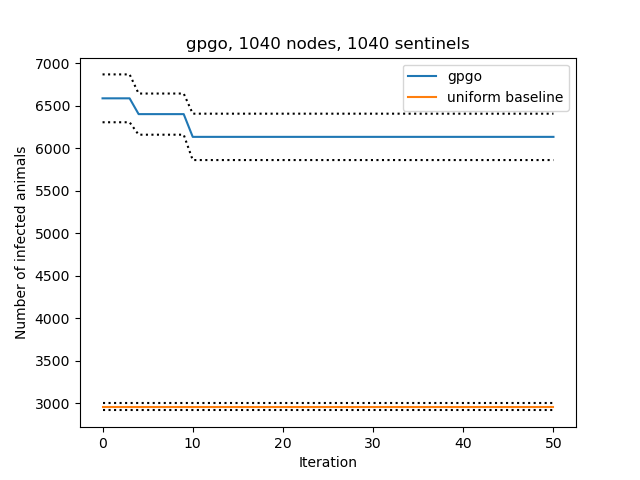 gpgo, 1040 nodes, 1040 sentinels
gpgo
uniform baseline
Number of infected animals
7000
6500
6000
5500
5000
4500
4000
3500
3000
0 10 20 30 40 50
Iteration